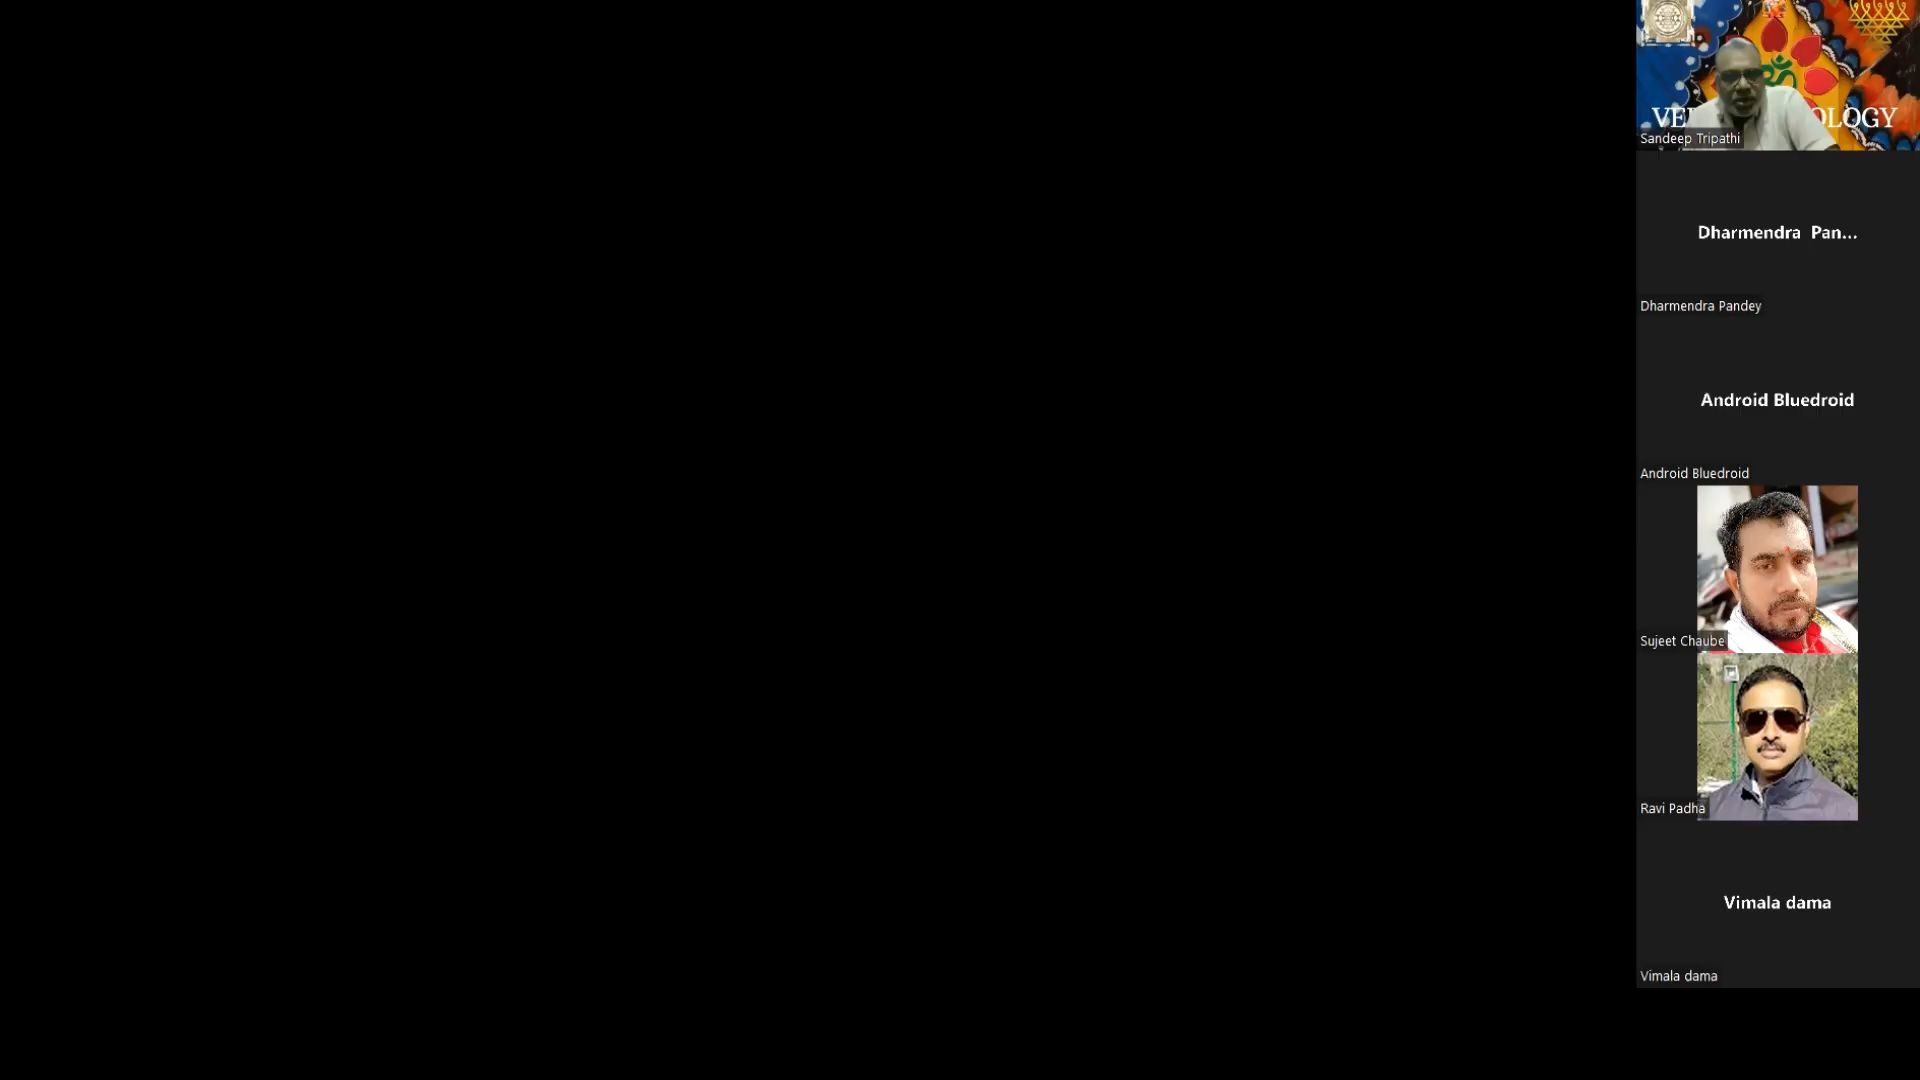 VE OLOGY
Sandeep Tripathi
Dharmendra Pan...
Dharmendra Pandey
Android Bluedroid
Android Bluedroid
Sujeet Chaube
Ravi Padha
Vimala dama
Vimala dama